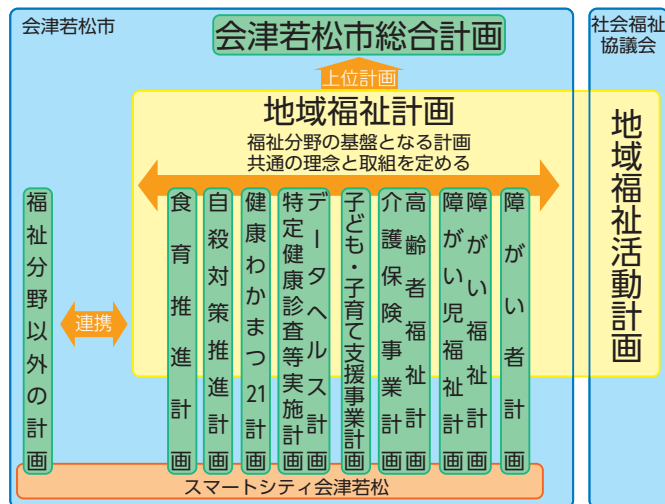 会津若松市
会津若松市総合計画
社会福祉
協議会
上位計画
地域福祉計画
福祉分野の基盤となる計画
共通の理念と取組を定める
地域福祉活動計画
障がい者計画
障がい福祉計画
障がい児福祉計画
高齢者福祉計画
介護保険事業計画
子ども・子育て支援事業計画
データヘルス計画
特定健康診査等実施計画
健康わかまつ21計画
自殺対策推進計画
食育推進計画
連携
福祉分野以外の計画
スマートシティ会津若松